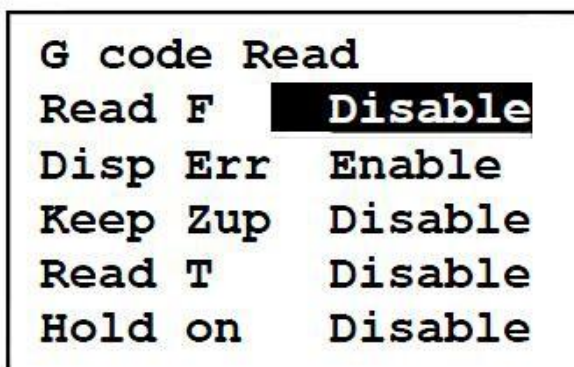 G code Read
Read F Disable
Disp Err Enable
Keep Zup Disable
Read T Disable
Hold on Disable